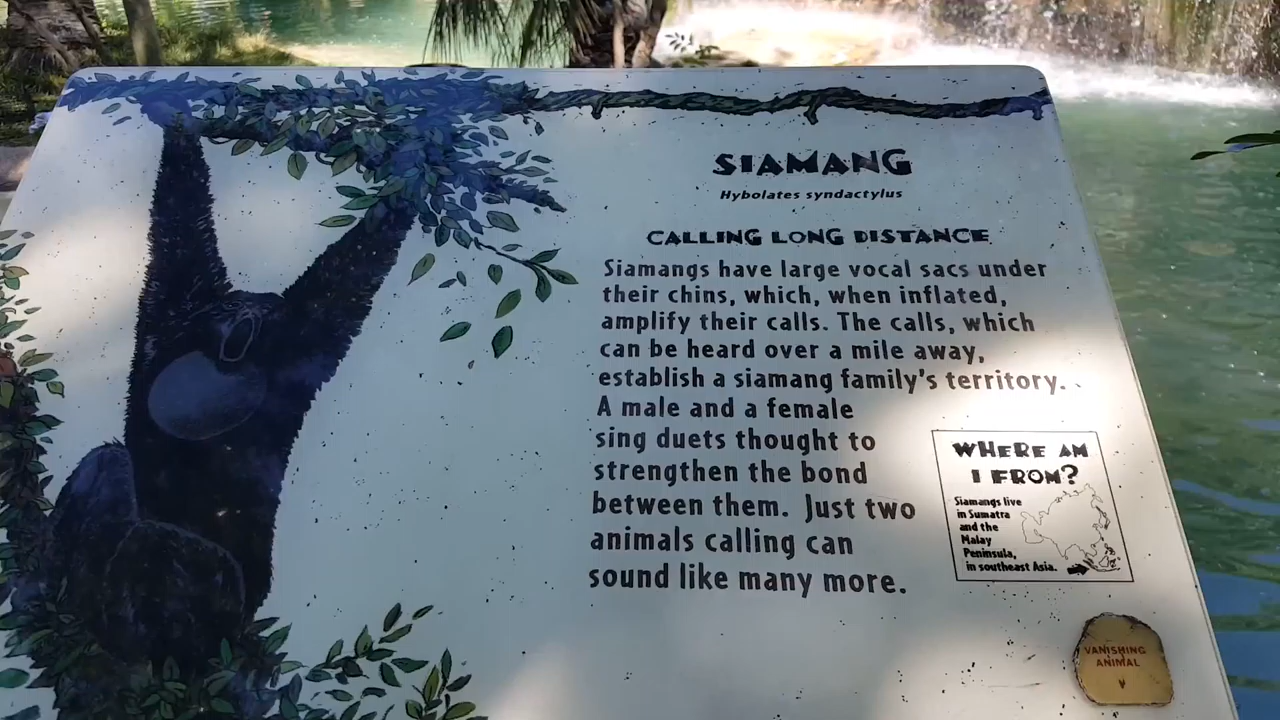 SIAMANG
Hybolates syndactylus
CALLING LONG DISTANCE
Siamangs have large vocal sacs under
their chins, which, when inflated,
amplify their calls. The calls, which
can be heard over a mile away,
establish a siamang family's territory.
A male and a female
sing duets thought to
strengthen the bond
between them. Just two
animals calling can
sound like many more.
WHERE AM
I FROM?
Siamangs live
in Sumatra
and the
Malay
Peninsula,
in southeast Asia.
VANISHING
ANIMAL